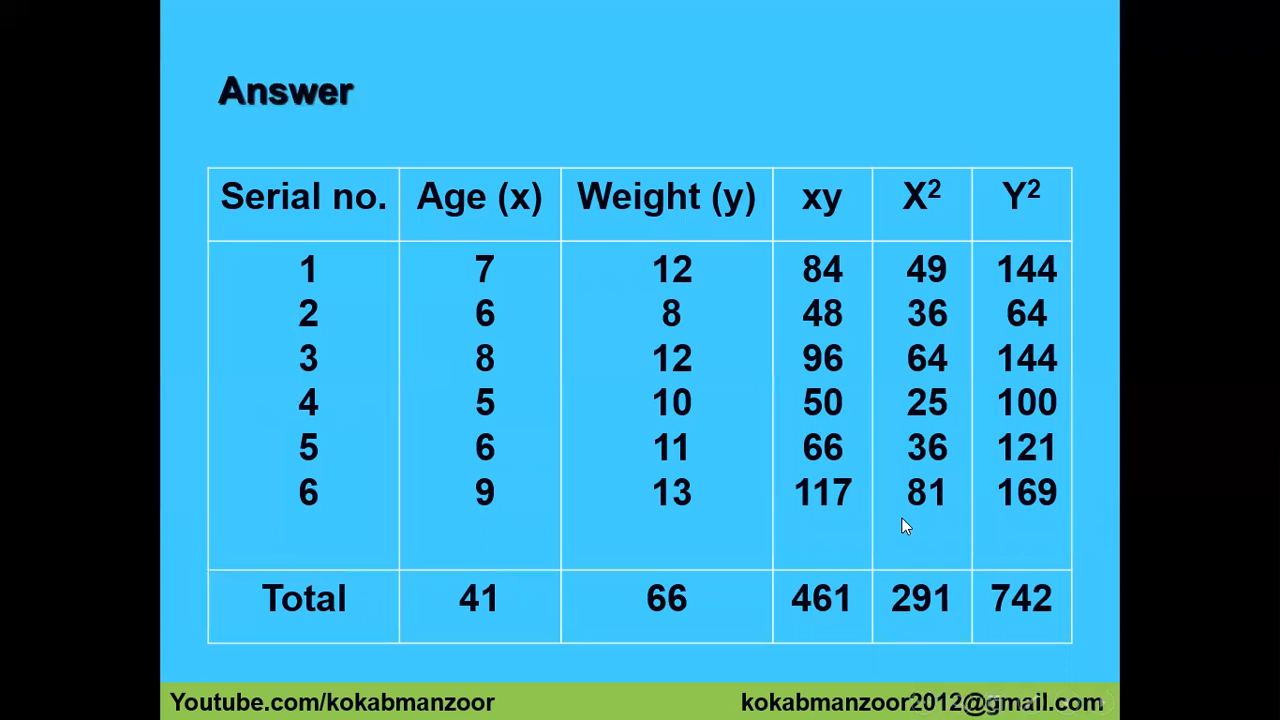 Answer
Serial no. Age (x) Weight (y) xy X² Y²
1 7 12 84 49 144
2 6 8 48 36 64
3 8 12 96 64 144
4 5 10 50 25 100
5 6 11 66 36 121
6 9 13 117 81 169
Total 41 66 461 291 742
Youtube.com/kokabmanzoor kokabmanzoor2012@gmail.com